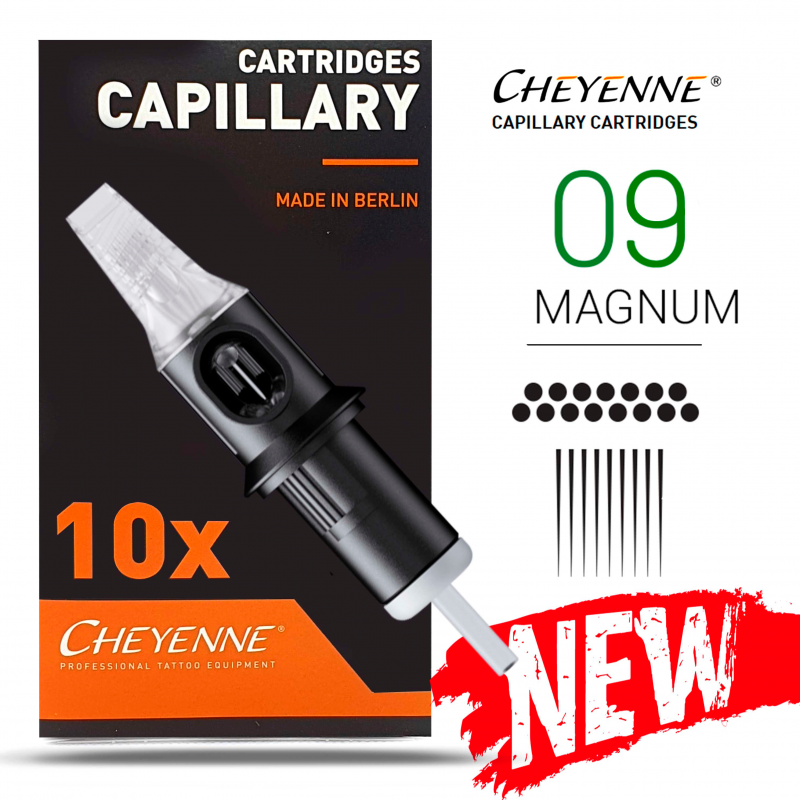 CARTRIDGES
CAPILLARY
MADE IN BERLIN
10x
CHEYENNE®
PROFESSIONAL TATTOO EQUIPMENT
CHEYENNE®
CAPILLARY CARTRIDGES
09
MAGNUM
NEW